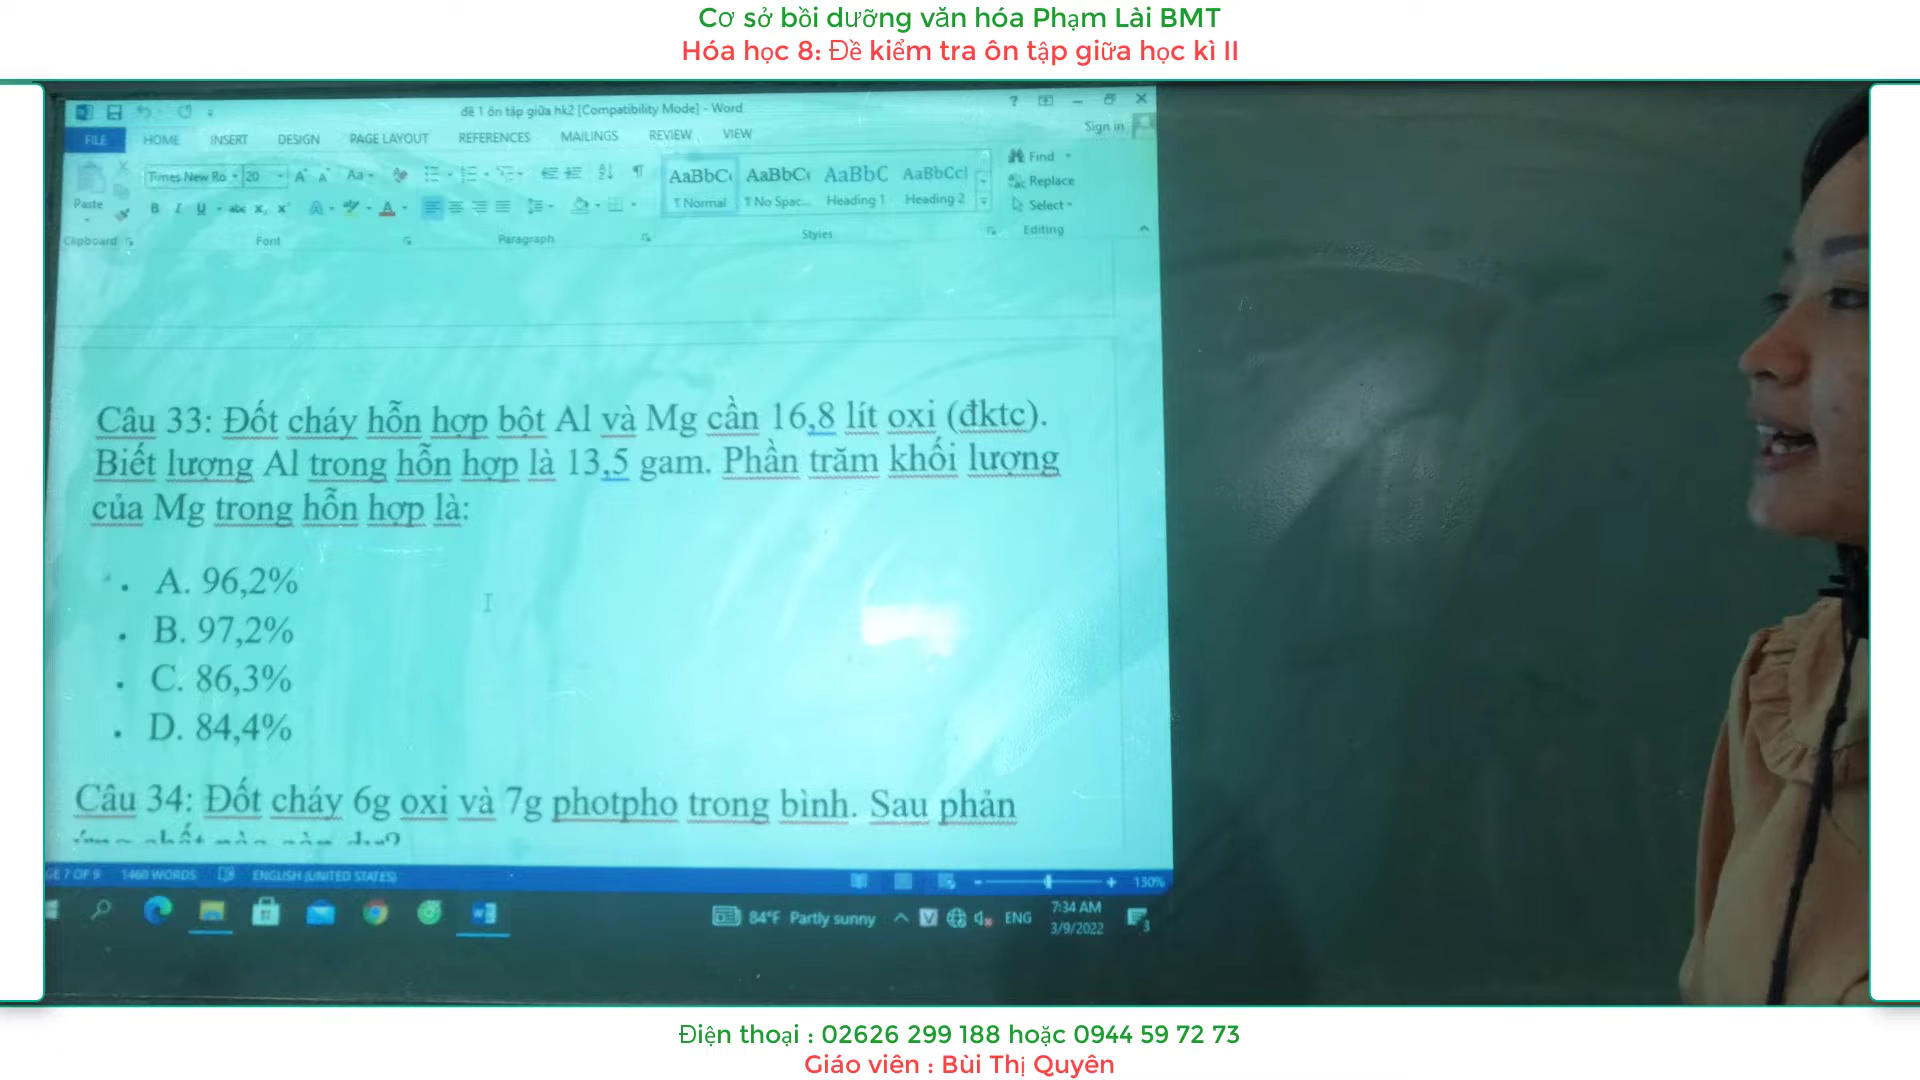 Cơ sở bồi dưỡng văn hóa Phạm Lài BMT
Hóa học 8: Đề kiểm tra ôn tập giữa học kì II
đề 1 ôn tập giữa hk2 [Compatibility Mode] - Word
Sign in
FILE HOME INSERT DESIGN PAGE LAYOUT REFERENCES MAILINGS REVIEW VIEW
Paste
Times New Ro 20
AaBbC AaBbC AaBbC AaBbCcI
¶ Normal ¶ No Spac... Heading 1 Heading 2
Find
Replace
Select
Clipboard Font Paragraph Styles Editing
Câu 33: Đốt cháy hỗn hợp bột Al và Mg cần 16,8 lít oxi (đktc).
Biết lượng Al trong hỗn hợp là 13,5 gam. Phần trăm khối lượng
của Mg trong hỗn hợp là:
A. 96,2%
B. 97,2%
C. 86,3%
D. 84,4%
Câu 34: Đốt cháy 6g oxi và 7g photpho trong bình. Sau phản
GE 7 OF 9 1460 WORDS ENGLISH (UNITED STATES) 130%
84°F Partly sunny ENG 7:34 AM
3/9/2022 3
Điện thoại : 02626 299 188 hoặc 0944 59 72 73
Giáo viên : Bùi Thị Quyên